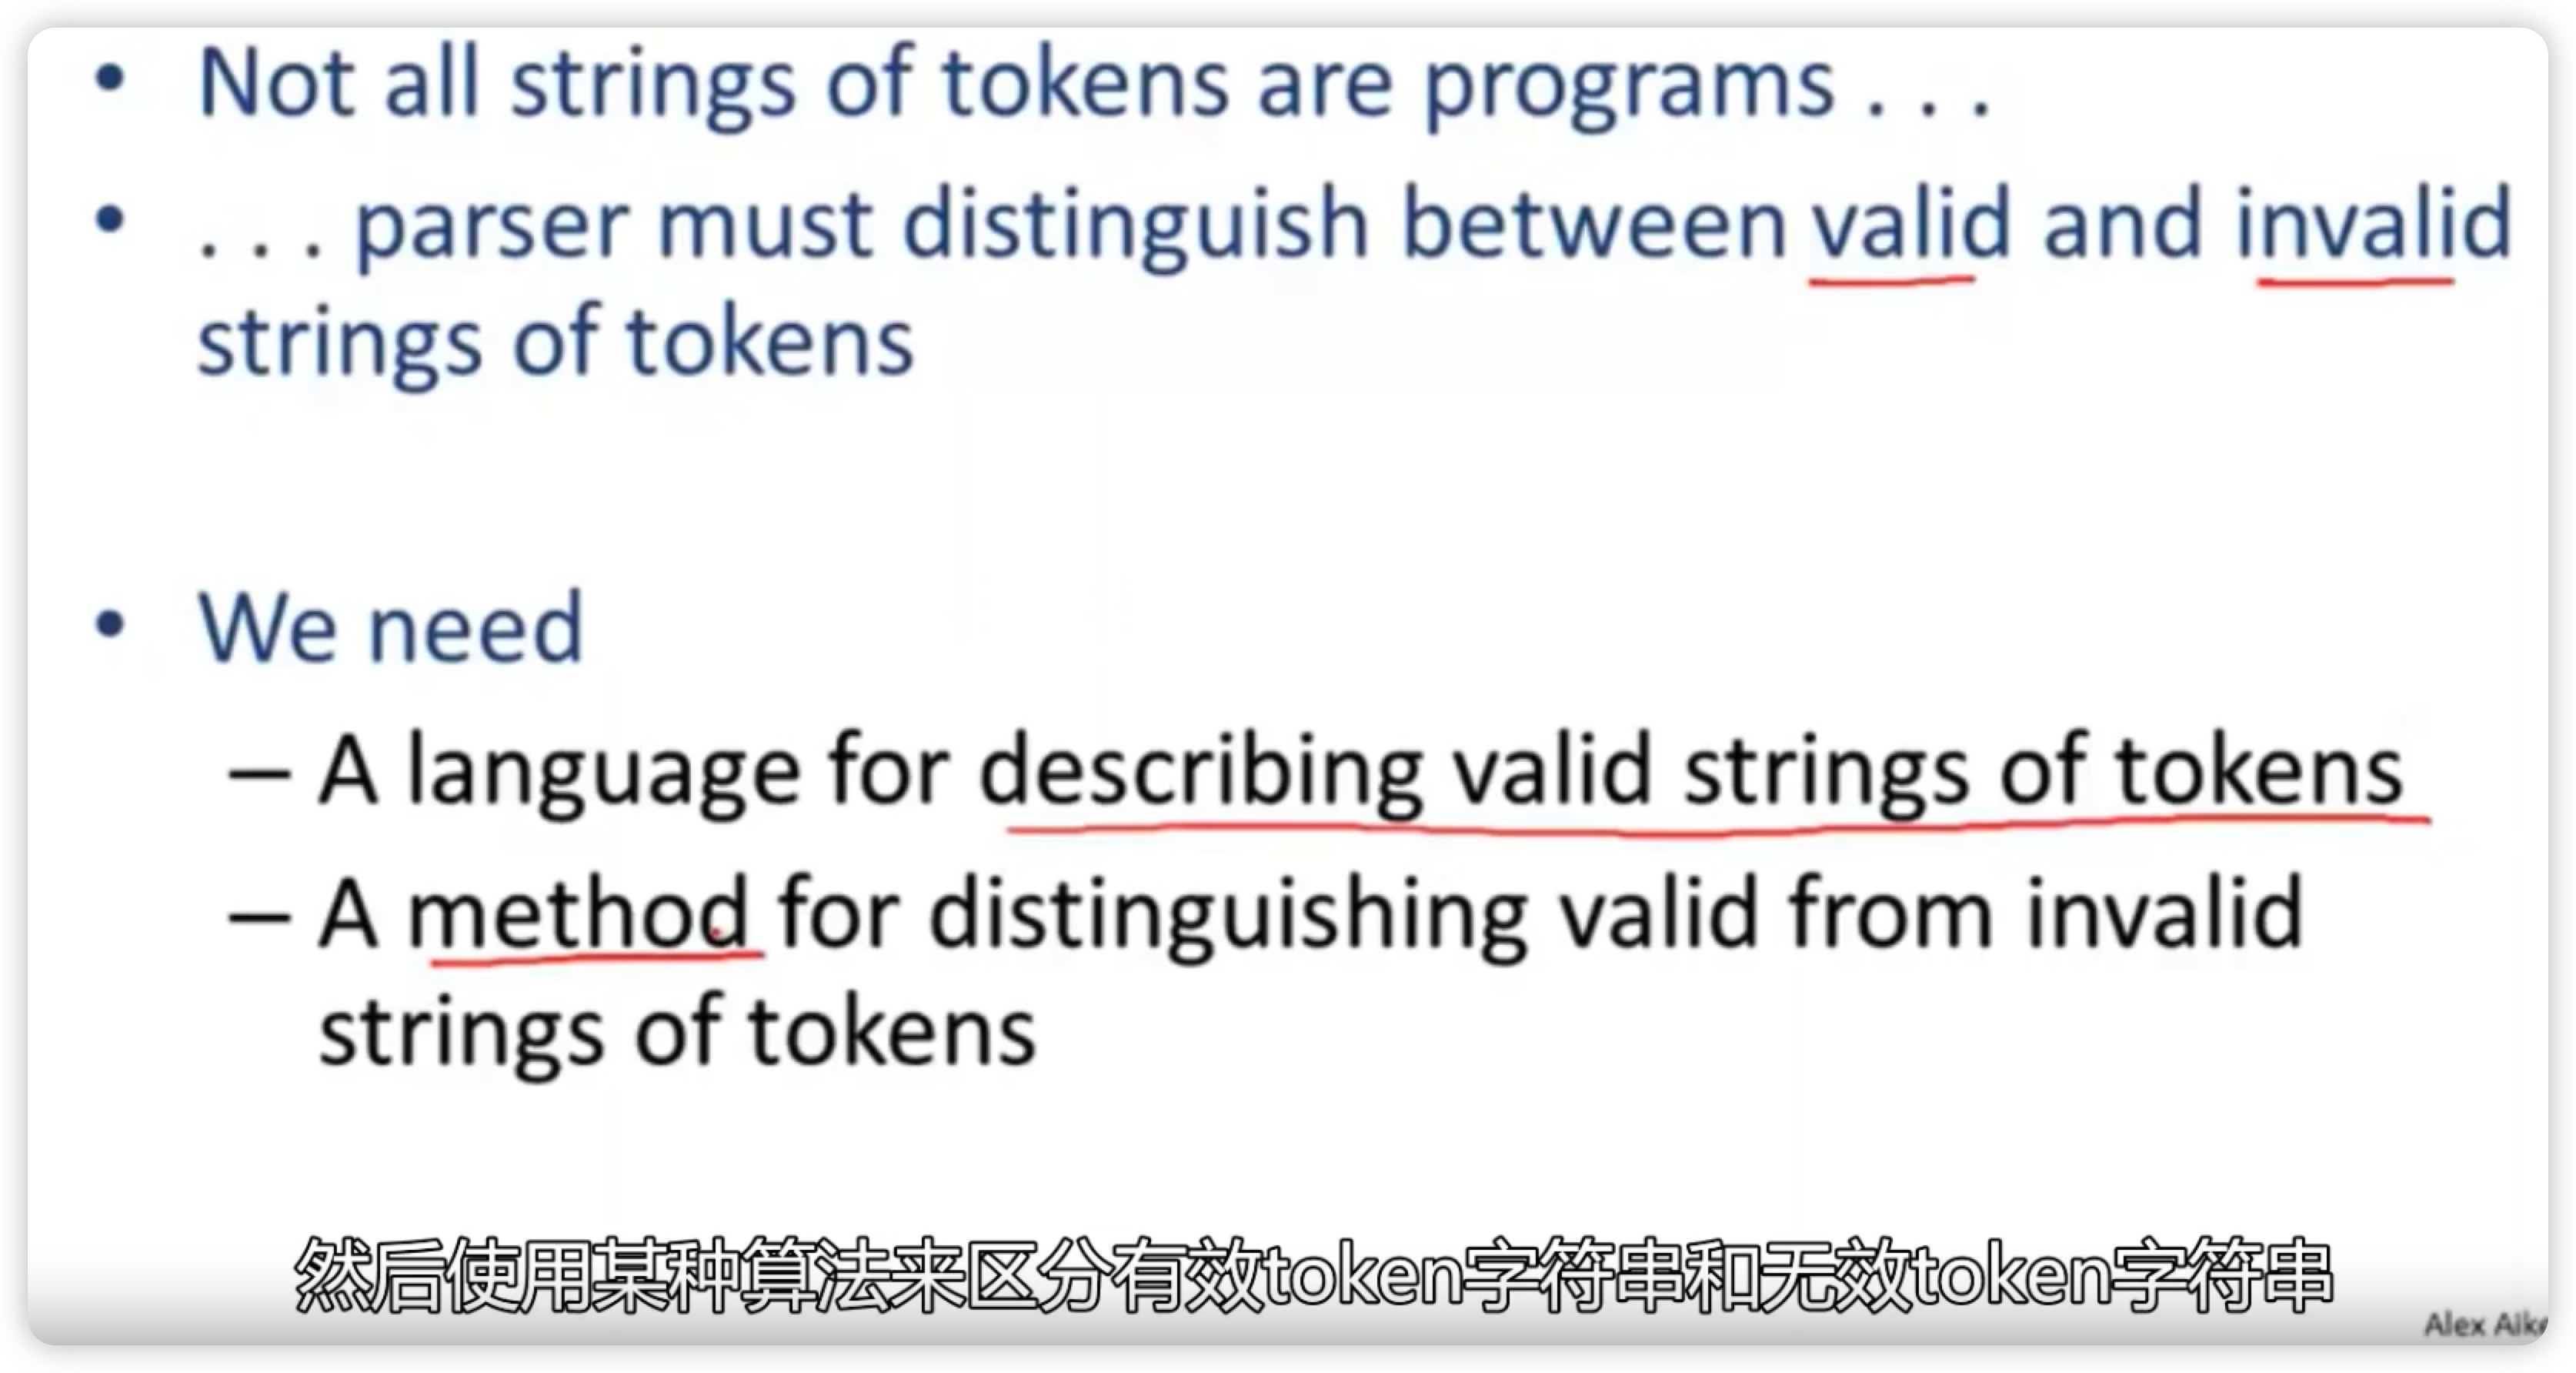 • Not all strings of tokens are programs . . .
• . . . parser must distinguish between valid and invalid
strings of tokens
• We need
– A language for describing valid strings of tokens
– A method for distinguishing valid from invalid
strings of tokens
然后使用某种算法来区分有效token字符串和无效token字符串
Alex Aike